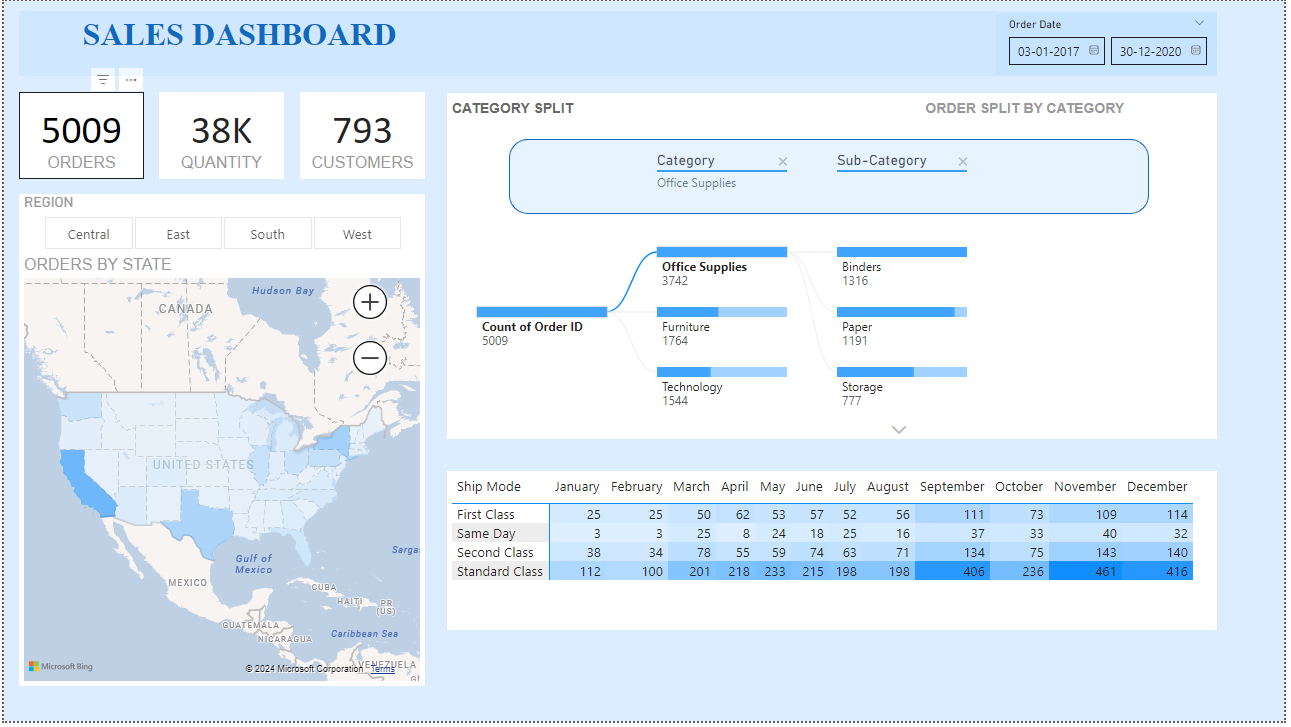 SALES DASHBOARD
Order Date
03-01-2017 30-12-2020
5009
ORDERS
38K
QUANTITY
793
CUSTOMERS
REGION
Central East South West
ORDERS BY STATE
Hudson Bay
CANADA
UNITED STATES
Gulf of
Mexico
Sarga
MEXICO
CUBA
HAITI
PR
(US)
GUATEMALA
NICARAGUA
Caribbean Sea
VENEZUELA
Microsoft Bing
© 2024 Microsoft Corporation Terms
CATEGORY SPLIT
ORDER SPLIT BY CATEGORY
Category
Office Supplies
Sub-Category
Count of Order ID
5009
Office Supplies
3742
Furniture
1764
Technology
1544
Binders
1316
Paper
1191
Storage
777
Ship Mode January February March April May June July August September October November December
First Class 25 25 50 62 53 57 52 56 111 73 109 114
Same Day 3 3 25 8 24 18 25 16 37 33 40 32
Second Class 38 34 78 55 59 74 63 71 134 75 143 140
Standard Class 112 100 201 218 233 215 198 198 406 236 461 416